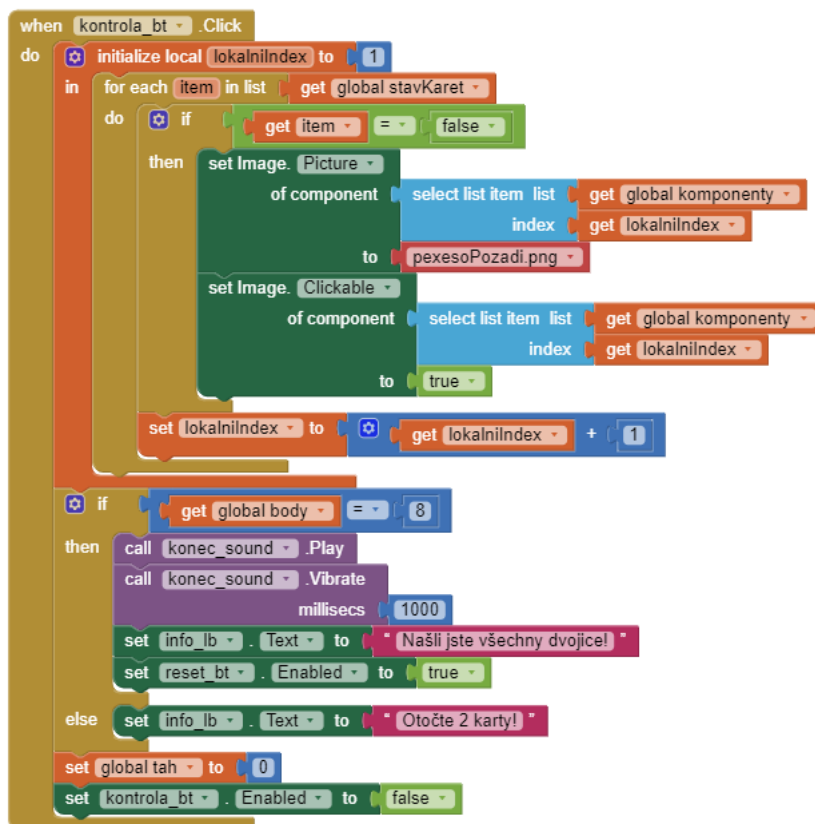 when kontrola_bt .Click
do initialize local lokalniIndex to 1
in for each item in list get global stavKaret
do if get item = false
then set Image. Picture
of component select list item list get global komponenty
index get lokalniIndex
to pexesoPozadi.png
set Image. Clickable
of component select list item list get global komponenty
index get lokalniIndex
to true
set lokalniIndex to get lokalniIndex + 1
if get global body = 8
then call konec_sound .Play
call konec_sound .Vibrate
millisecs 1000
set info_lb . Text to " Našli jste všechny dvojice! "
set reset_bt . Enabled to true
else set info_lb . Text to " Otočte 2 karty! "
set global tah to 0
set kontrola_bt . Enabled to false